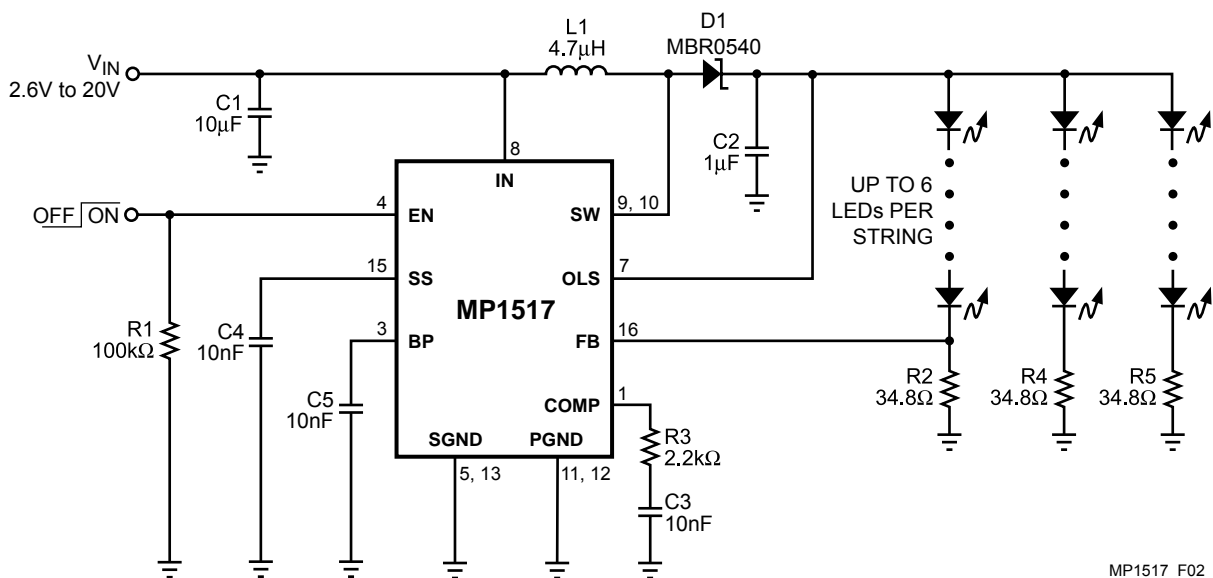 L1
4.7μH
D1
MBR0540
VIN
2.6V to 20V
C1
10μF
C2
1μF
8
IN
OFF ON
4
EN
SW
9, 10
UP TO 6
LEDs PER
STRING
15
SS
OLS
7
MP1517
R1
100kΩ
C4
10nF
3
BP
FB
16
R2
34.8Ω
R4
34.8Ω
R5
34.8Ω
C5
10nF
COMP
1
R3
2.2kΩ
SGND
PGND
5, 13
11, 12
C3
10nF
MP1517_F02